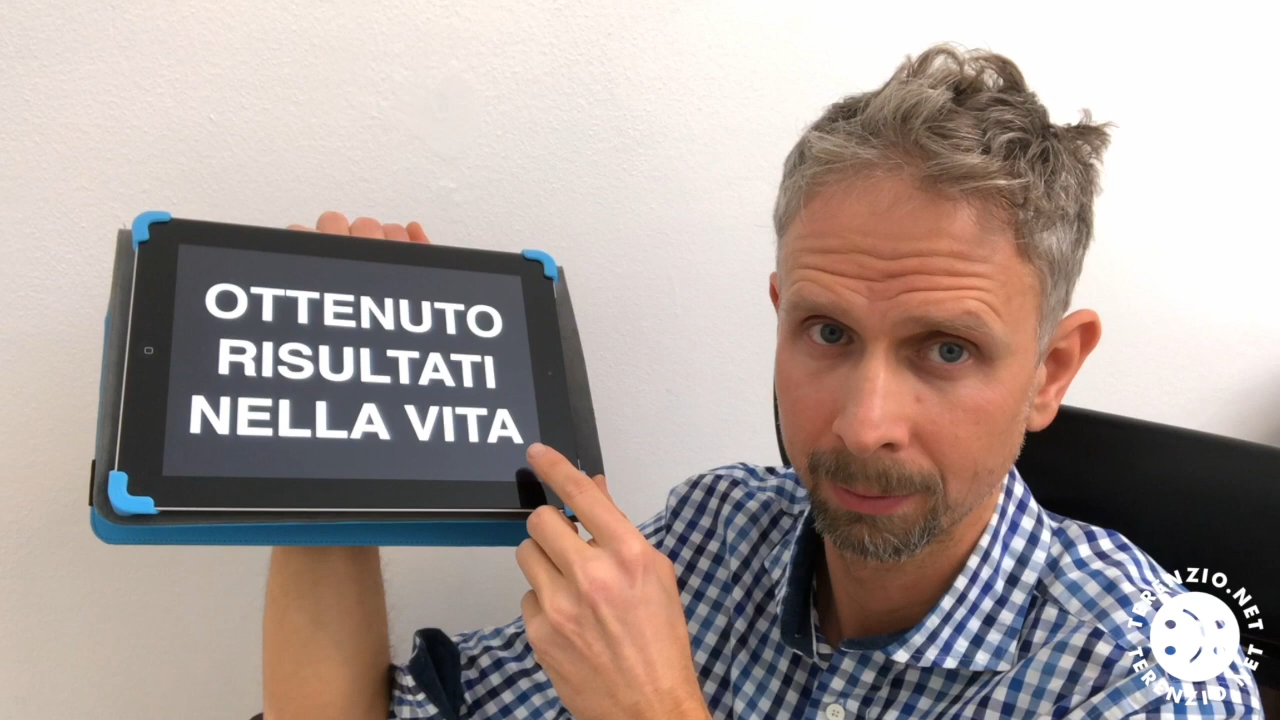 OTTENUTO
RISULTATI
NELLA VITA
TERENZIO.NET
TERENZIO.NET